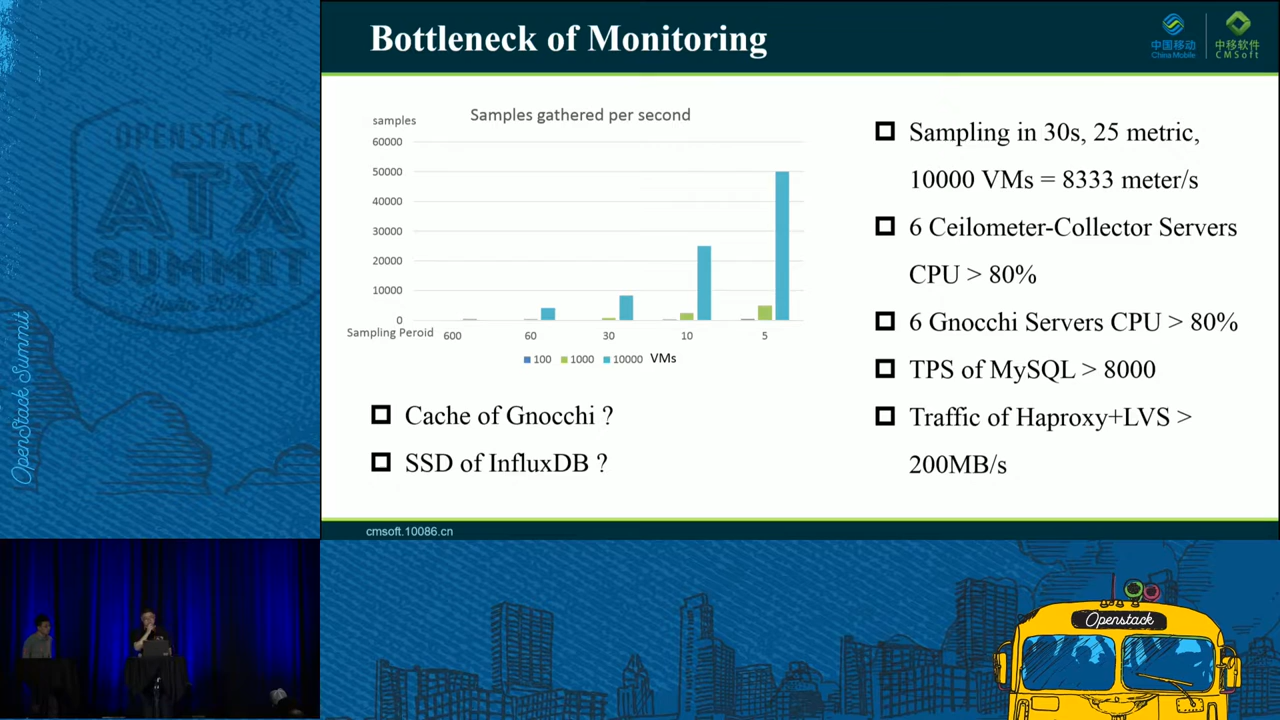 Bottleneck of Monitoring
中国移动
China Mobile
中移软件
CMSoft
OPENSTACK
ATX
SUMMIT
OpenStack Summit
samples
Samples gathered per second
60000
50000
40000
30000
20000
10000
0
Sampling Peroid
600
60
30
10
5
100
1000
10000
VMs
Cache of Gnocchi ?
SSD of InfluxDB ?
Sampling in 30s, 25 metric,
10000 VMs = 8333 meter/s
6 Ceilometer-Collector Servers
CPU > 80%
6 Gnocchi Servers CPU > 80%
TPS of MySQL > 8000
Traffic of Haproxy+LVS >
200MB/s
cmsoft.10086.cn
Openstack